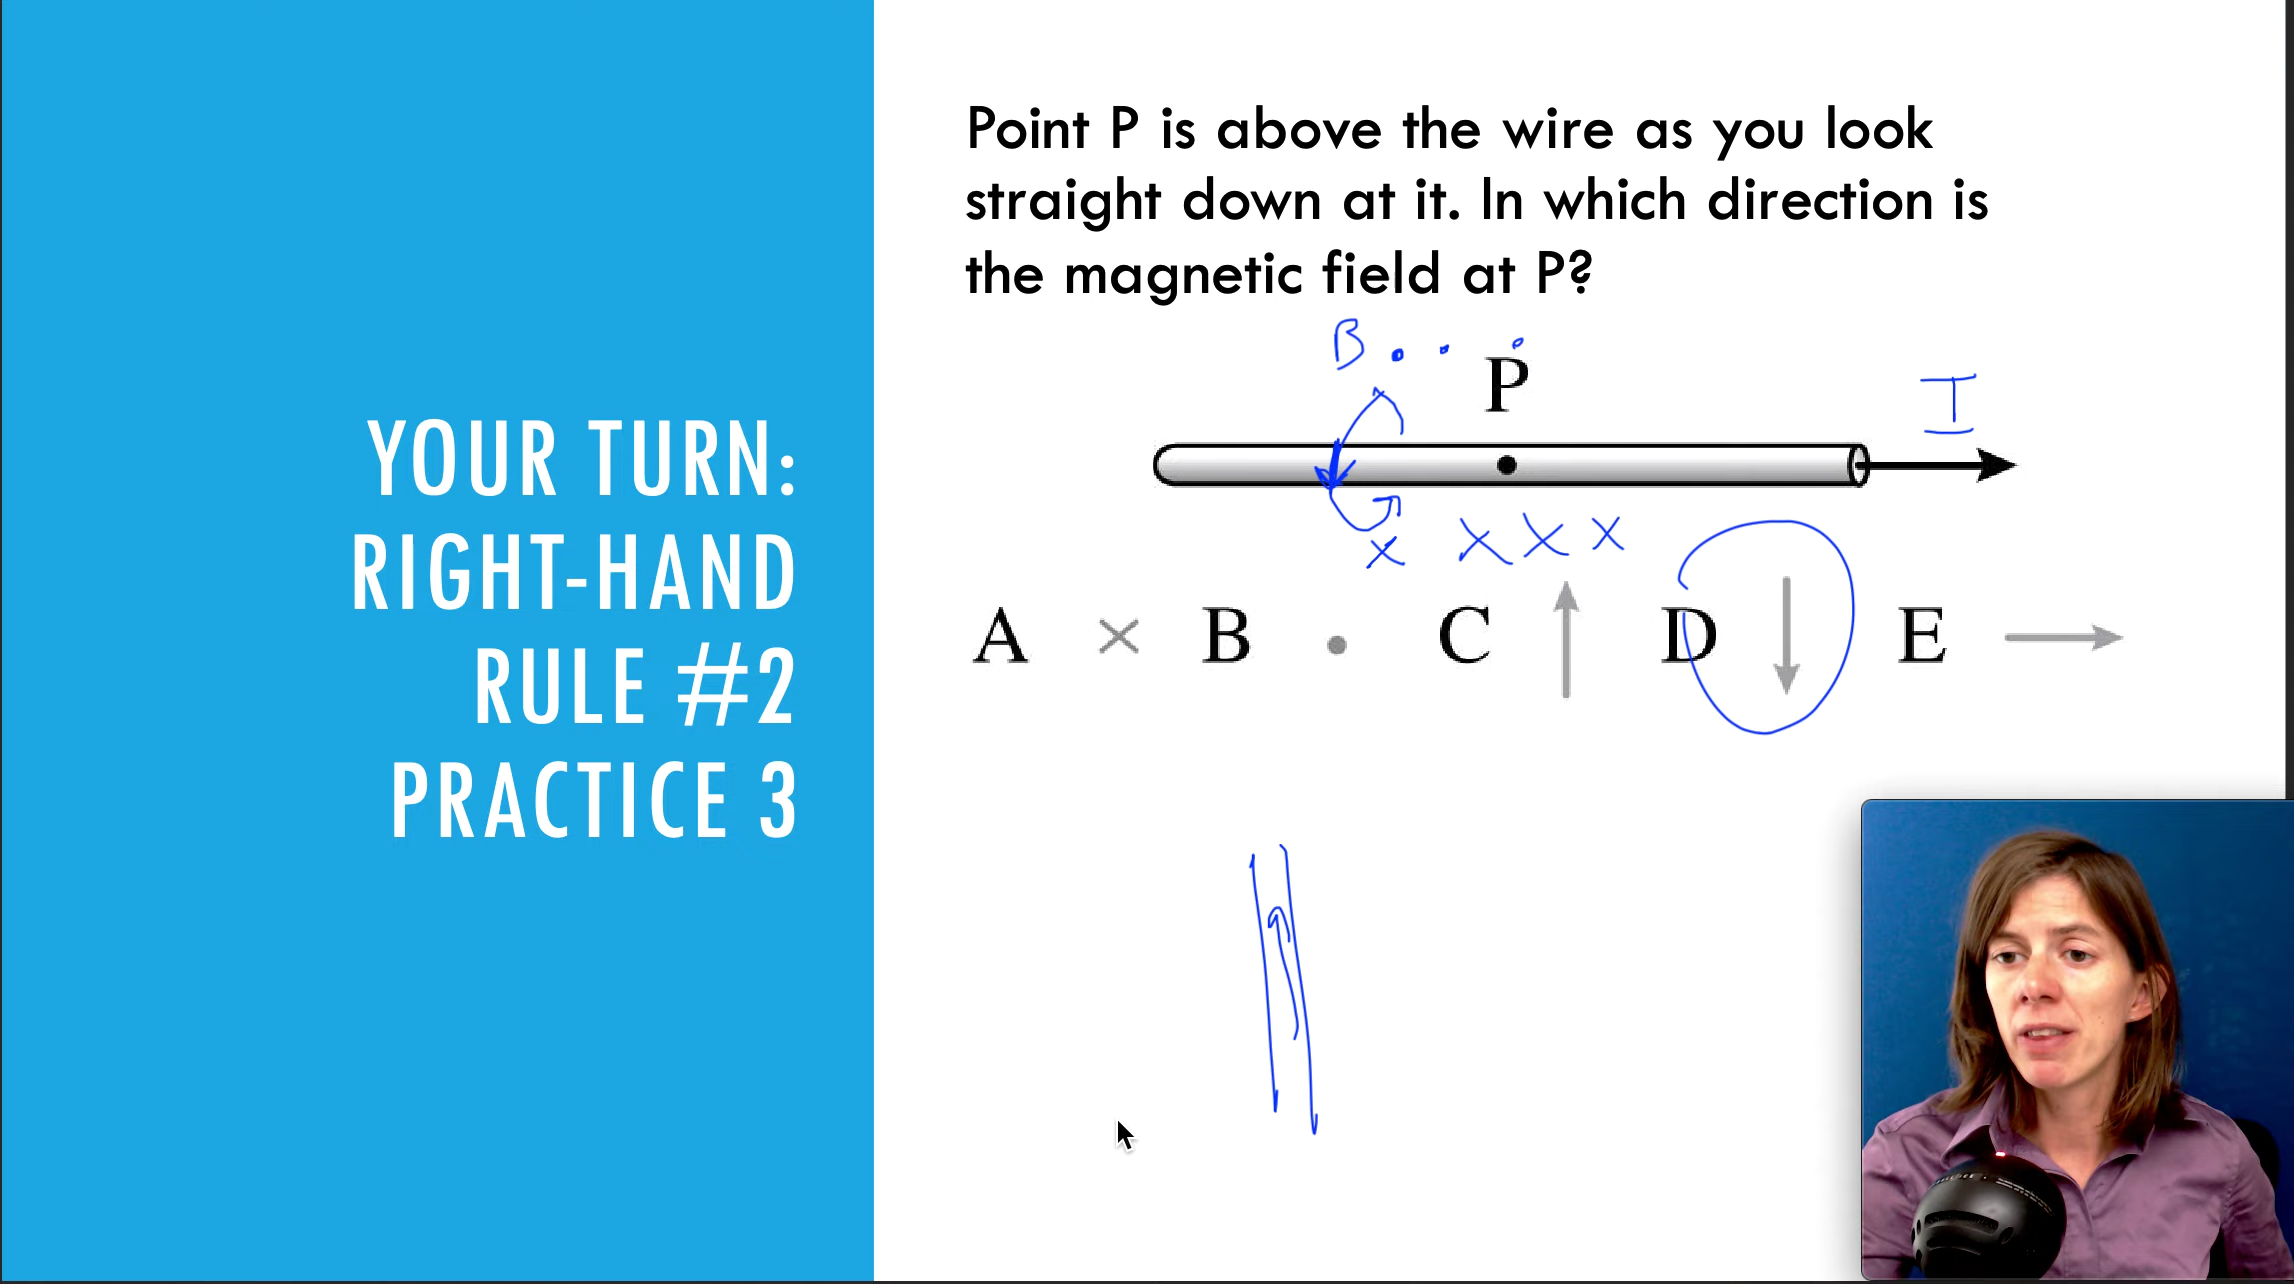 YOUR TURN:
RIGHT-HAND
RULE #2
PRACTICE 3
Point P is above the wire as you look
straight down at it. In which direction is
the magnetic field at P?
B
P
I
x x x x
A × B • C ↑ D ↓ E →